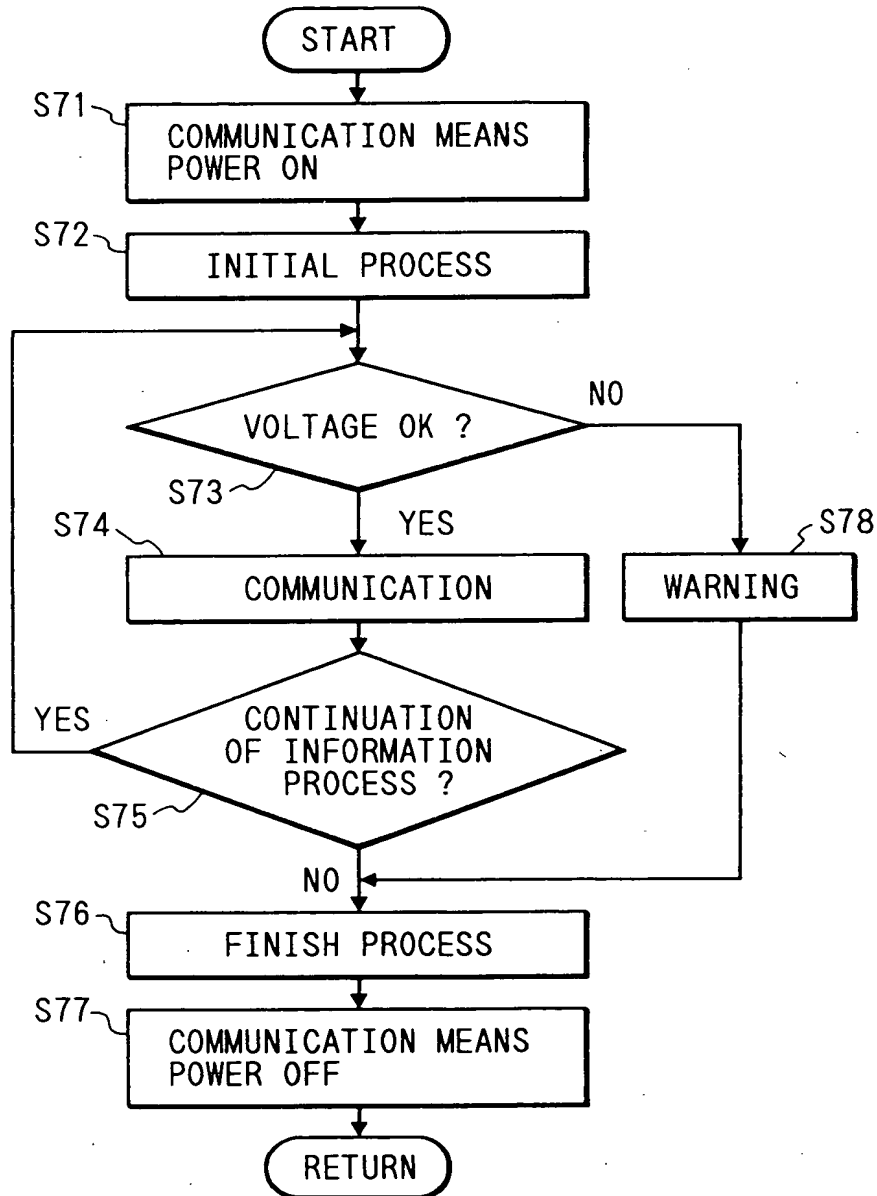 START
S71
COMMUNICATION MEANS
POWER ON
S72
INITIAL PROCESS
VOLTAGE OK ?
NO
S73
YES
S74
COMMUNICATION
S78
WARNING
YES
CONTINUATION
OF INFORMATION
PROCESS ?
S75
NO
S76
FINISH PROCESS
S77
COMMUNICATION MEANS
POWER OFF
RETURN